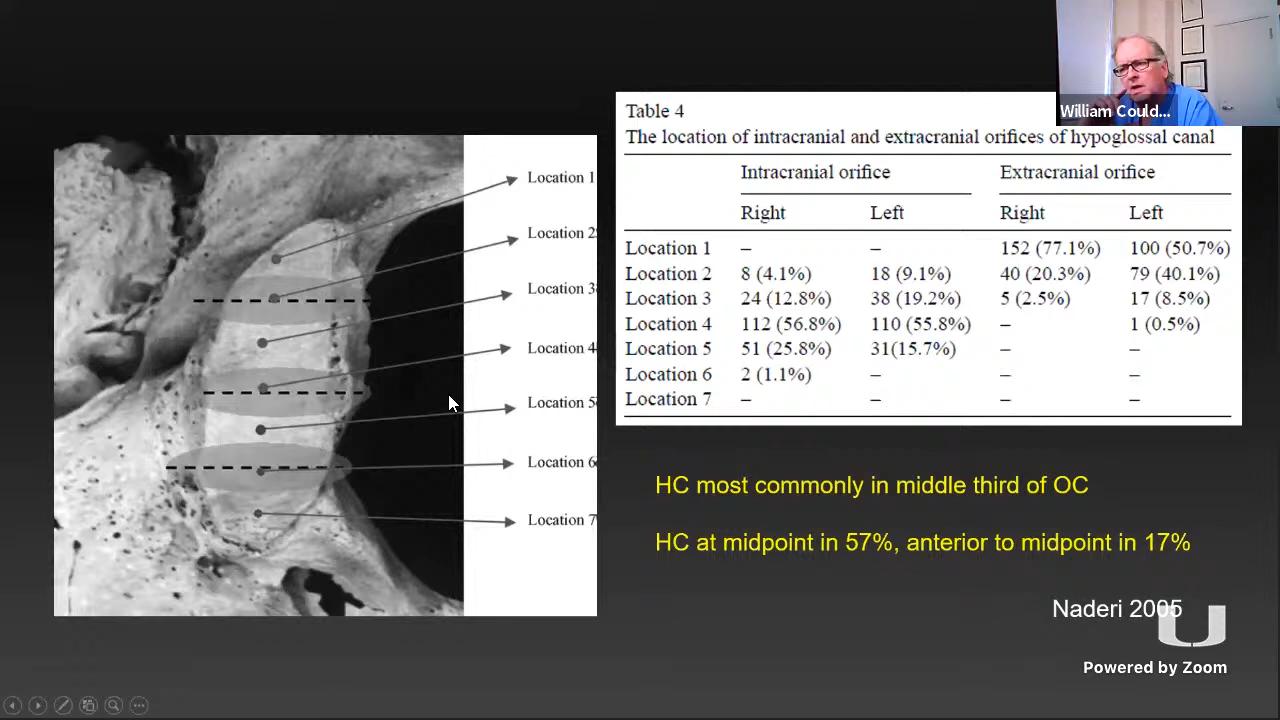 William Could...
Table 4
The location of intracranial and extracranial orifices of hypoglossal canal
Intracranial orifice Extracranial orifice
Right Left Right Left
Location 1 – – 152 (77.1%) 100 (50.7%)
Location 2 8 (4.1%) 18 (9.1%) 40 (20.3%) 79 (40.1%)
Location 3 24 (12.8%) 38 (19.2%) 5 (2.5%) 17 (8.5%)
Location 4 112 (56.8%) 110 (55.8%) – 1 (0.5%)
Location 5 51 (25.8%) 31(15.7%) – –
Location 6 2 (1.1%) – – –
Location 7 – – – –
Location 1
Location 2
Location 3
Location 4
Location 5
Location 6
Location 7
HC most commonly in middle third of OC
HC at midpoint in 57%, anterior to midpoint in 17%
Naderi 2005
U
Powered by Zoom